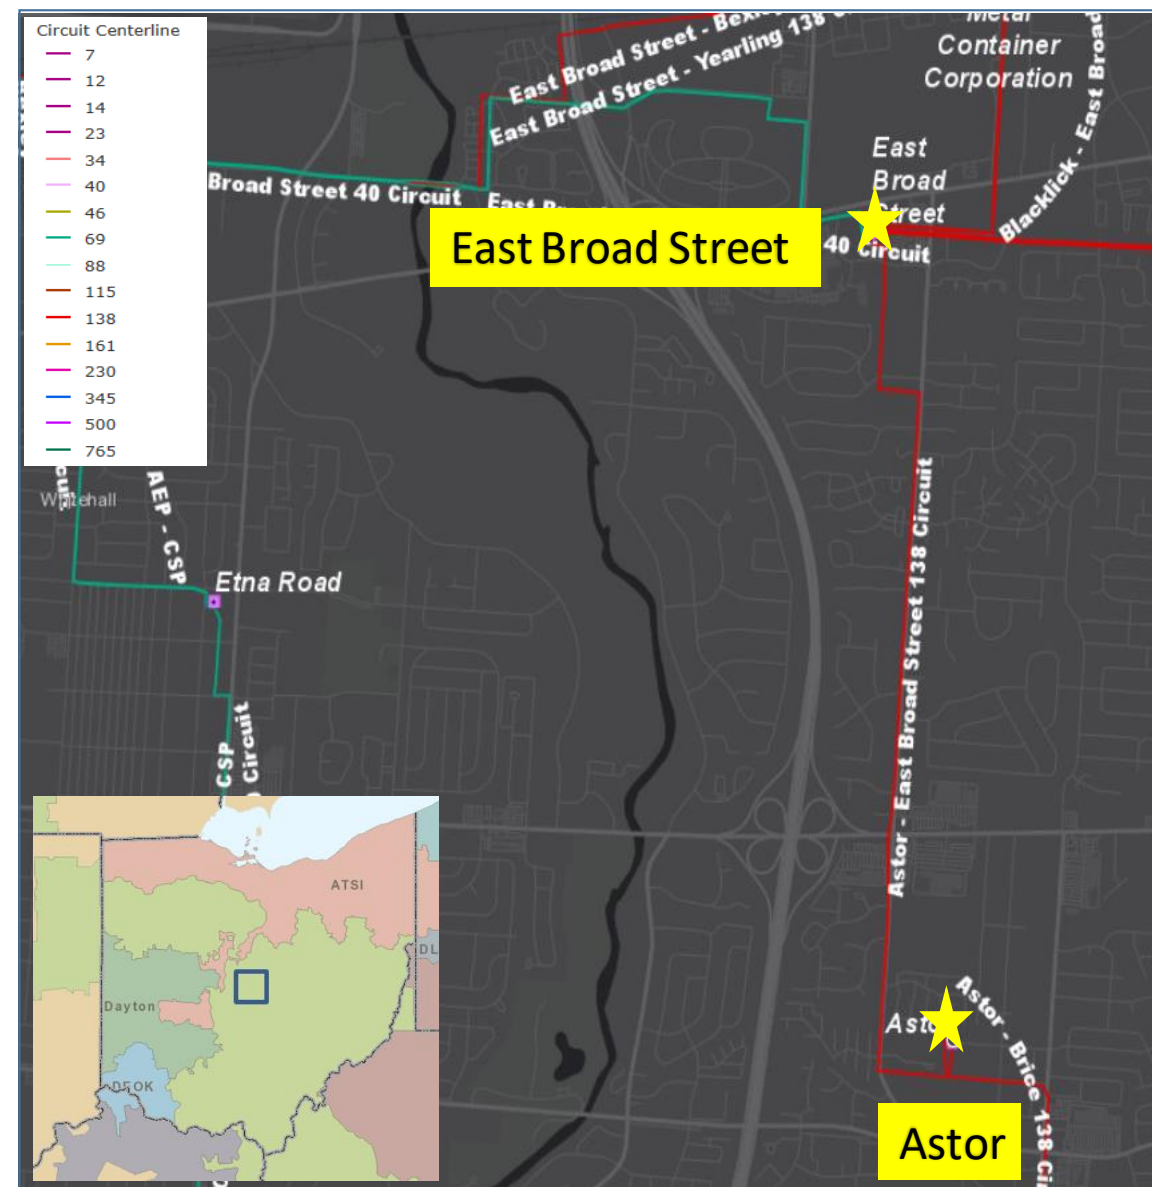 Circuit Centerline
7
12
14
23
34
40
46
69
88
115
138
161
230
345
500
765
East Broad Street - Bexl
East Broad Street - Yearling 138 C
Metal
Container
Corporation
Blacklick - East Broad
East
Broad
Street
Broad Street 40 Circuit
East
40 Circuit
East Broad Street
Whitehall
AEP - CSP
Etna Road
CSP
Circuit
Astor - East Broad Street 138 Circuit
Astor - Brice 138 Ci
Astor
ATSI
DL
Dayton
DEOK